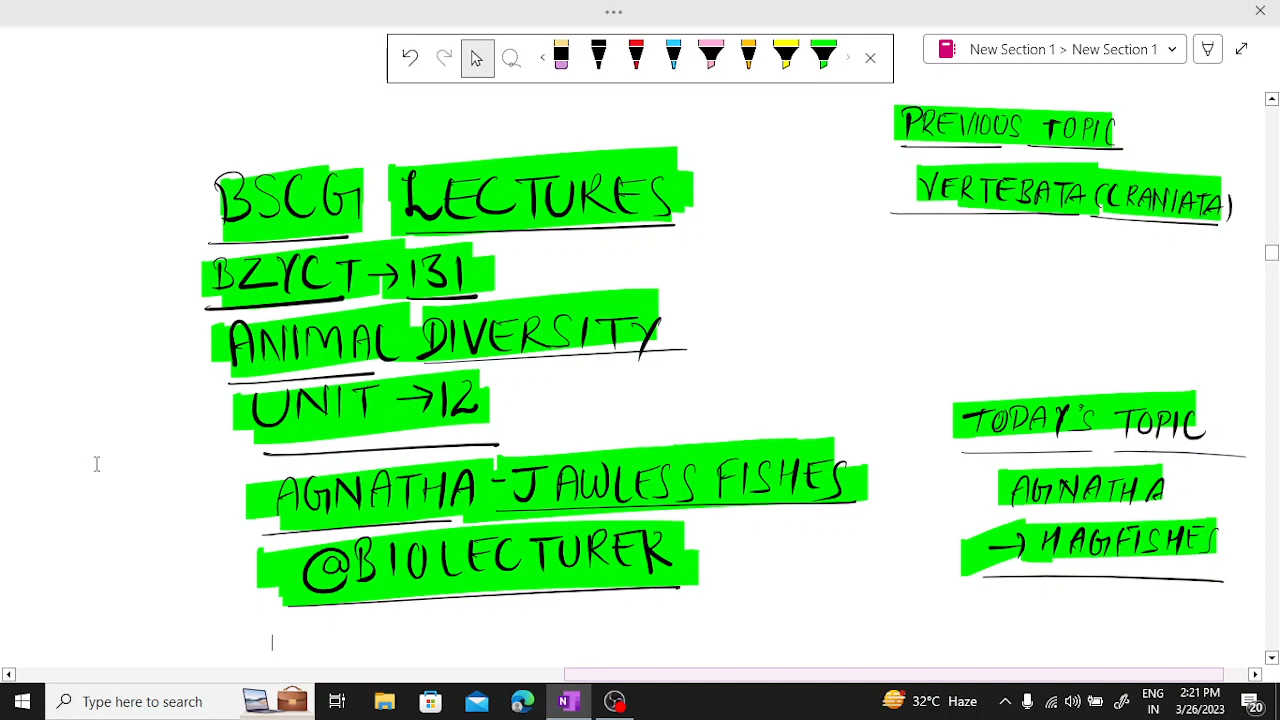 New Section 1 > New Section 1
PREVIOUS TOPIC
VERTEBATA (CRANIATA)
BSCG LECTURES
BZYCT → 131
ANIMAL DIVERSITY
UNIT → 12
AGNATHA - JAWLESS FISHES
@BIOLECTURER
TODAY'S TOPIC
AGNATHA
→ HAGFISHES
Type here to search
32°C Haze
ENG
IN
2:21 PM
3/26/2023
20